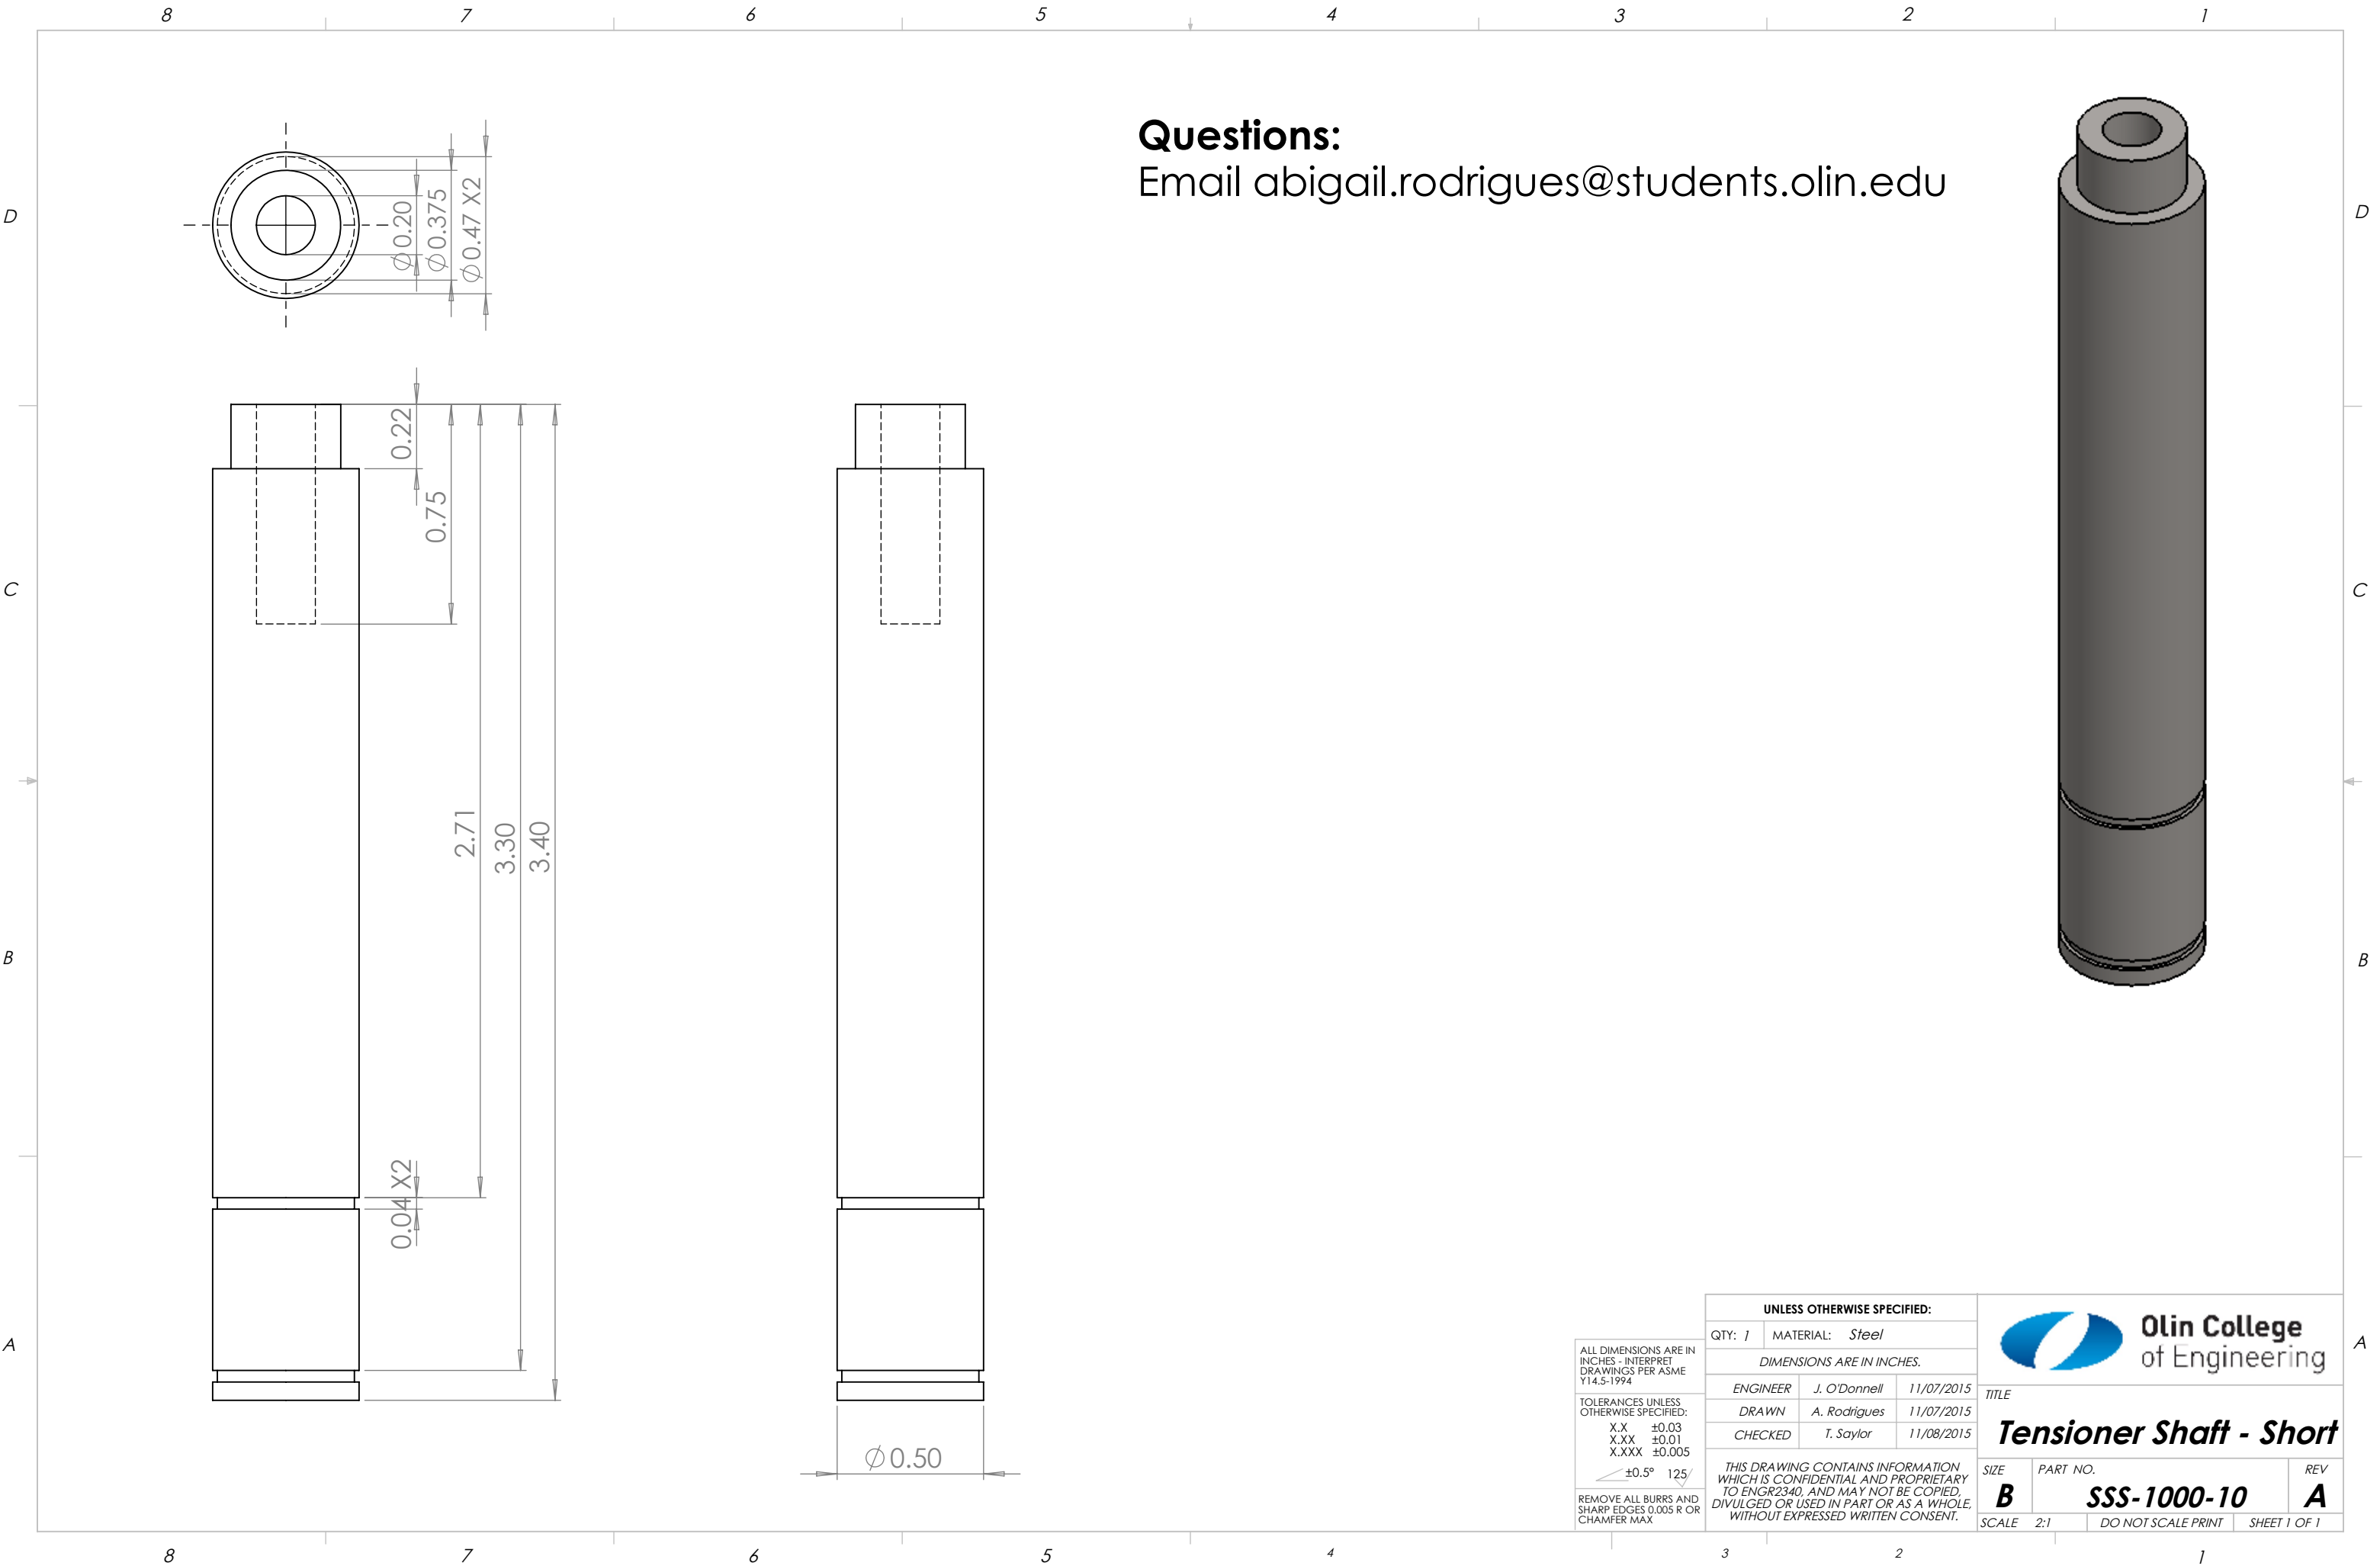 8 7 6 5 4 3 2 1
Questions:
Email abigail.rodrigues@students.olin.edu
D
D
∅0.20
∅0.375
∅0.47 X2
0.22
0.75
C
C
2.71
3.30
3.40
B
B
0.04 X2
A
A
∅0.50
ALL DIMENSIONS ARE IN
INCHES - INTERPRET
DRAWINGS PER ASME
Y14.5-1994
TOLERANCES UNLESS
OTHERWISE SPECIFIED:
X.X ±0.03
X.XX ±0.01
X.XXX ±0.005
±0.5° 125
REMOVE ALL BURRS AND
SHARP EDGES 0.005 R OR
CHAMFER MAX
UNLESS OTHERWISE SPECIFIED:
QTY: 1 MATERIAL: Steel
DIMENSIONS ARE IN INCHES.
ENGINEER J. O'Donnell 11/07/2015
DRAWN A. Rodrigues 11/07/2015
CHECKED T. Saylor 11/08/2015
THIS DRAWING CONTAINS INFORMATION
WHICH IS CONFIDENTIAL AND PROPRIETARY
TO ENGR2340, AND MAY NOT BE COPIED,
DIVULGED OR USED IN PART OR AS A WHOLE,
WITHOUT EXPRESSED WRITTEN CONSENT.
Olin College
of Engineering
TITLE
Tensioner Shaft - Short
SIZE PART NO. REV
B SSS-1000-10 A
SCALE 2:1 DO NOT SCALE PRINT SHEET 1 OF 1
8 7 6 5 4 3 2 1